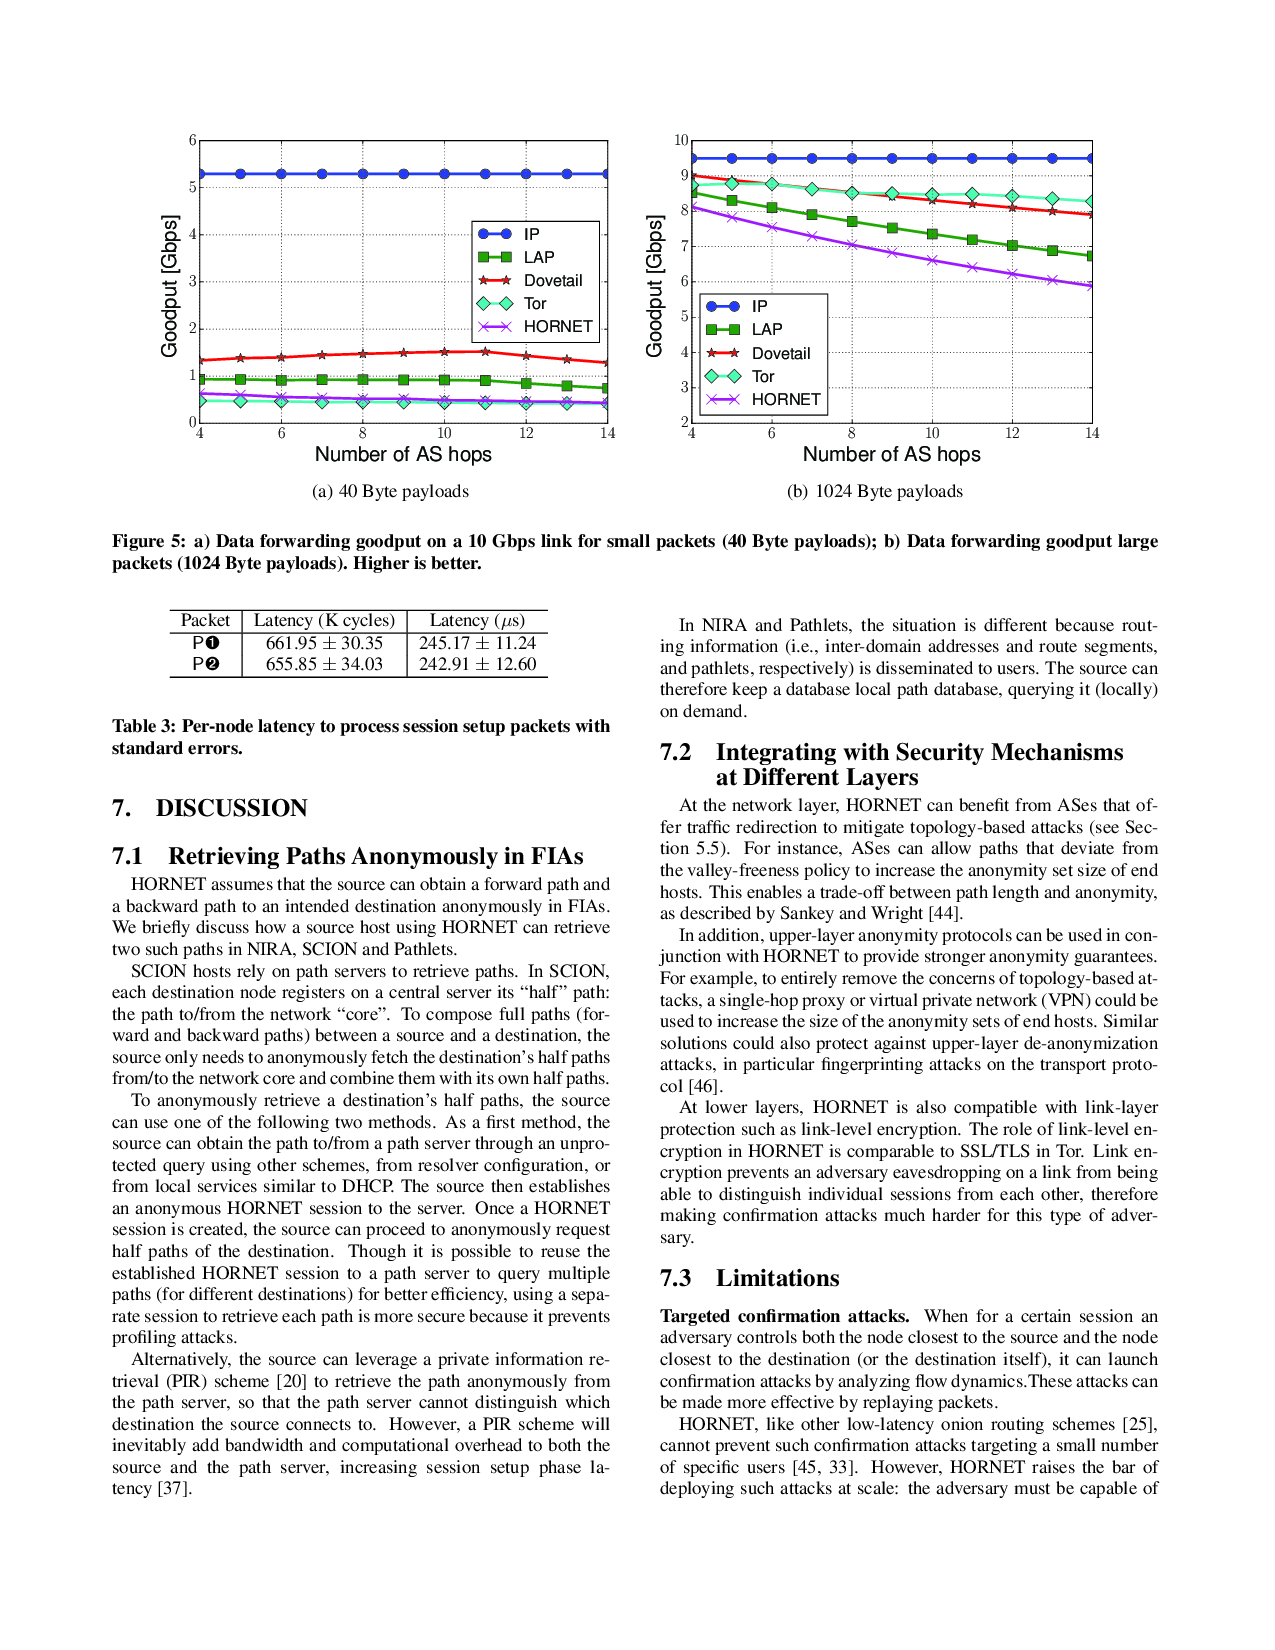 6
5
4
3
2
1
0
4 6 8 10 12 14
Goodput [Gbps]
Number of AS hops
IP
LAP
Dovetail
Tor
HORNET
(a) 40 Byte payloads
10
9
8
7
6
5
4
3
2
4 6 8 10 12 14
Goodput [Gbps]
Number of AS hops
IP
LAP
Dovetail
Tor
HORNET
(b) 1024 Byte payloads
Figure 5: a) Data forwarding goodput on a 10 Gbps link for small packets (40 Byte payloads); b) Data forwarding goodput large
packets (1024 Byte payloads). Higher is better.
Packet Latency (K cycles) Latency (μs)
P❶ 661.95 ± 30.35 245.17 ± 11.24
P❷ 655.85 ± 34.03 242.91 ± 12.60
Table 3: Per-node latency to process session setup packets with
standard errors.
7. DISCUSSION
7.1 Retrieving Paths Anonymously in FIAs
HORNET assumes that the source can obtain a forward path and
a backward path to an intended destination anonymously in FIAs.
We briefly discuss how a source host using HORNET can retrieve
two such paths in NIRA, SCION and Pathlets.
SCION hosts rely on path servers to retrieve paths. In SCION,
each destination node registers on a central server its “half” path:
the path to/from the network “core”. To compose full paths (for-
ward and backward paths) between a source and a destination, the
source only needs to anonymously fetch the destination’s half paths
from/to the network core and combine them with its own half paths.
To anonymously retrieve a destination’s half paths, the source
can use one of the following two methods. As a first method, the
source can obtain the path to/from a path server through an unpro-
tected query using other schemes, from resolver configuration, or
from local services similar to DHCP. The source then establishes
an anonymous HORNET session to the server. Once a HORNET
session is created, the source can proceed to anonymously request
half paths of the destination. Though it is possible to reuse the
established HORNET session to a path server to query multiple
paths (for different destinations) for better efficiency, using a sepa-
rate session to retrieve each path is more secure because it prevents
profiling attacks.
Alternatively, the source can leverage a private information re-
trieval (PIR) scheme [20] to retrieve the path anonymously from
the path server, so that the path server cannot distinguish which
destination the source connects to. However, a PIR scheme will
inevitably add bandwidth and computational overhead to both the
source and the path server, increasing session setup phase la-
tency [37].
In NIRA and Pathlets, the situation is different because rout-
ing information (i.e., inter-domain addresses and route segments,
and pathlets, respectively) is disseminated to users. The source can
therefore keep a database local path database, querying it (locally)
on demand.
7.2 Integrating with Security Mechanisms
at Different Layers
At the network layer, HORNET can benefit from ASes that of-
fer traffic redirection to mitigate topology-based attacks (see Sec-
tion 5.5). For instance, ASes can allow paths that deviate from
the valley-freeness policy to increase the anonymity set size of end
hosts. This enables a trade-off between path length and anonymity,
as described by Sankey and Wright [44].
In addition, upper-layer anonymity protocols can be used in con-
junction with HORNET to provide stronger anonymity guarantees.
For example, to entirely remove the concerns of topology-based at-
tacks, a single-hop proxy or virtual private network (VPN) could be
used to increase the size of the anonymity sets of end hosts. Similar
solutions could also protect against upper-layer de-anonymization
attacks, in particular fingerprinting attacks on the transport proto-
col [46].
At lower layers, HORNET is also compatible with link-layer
protection such as link-level encryption. The role of link-level en-
cryption in HORNET is comparable to SSL/TLS in Tor. Link en-
cryption prevents an adversary eavesdropping on a link from being
able to distinguish individual sessions from each other, therefore
making confirmation attacks much harder for this type of adver-
sary.
7.3 Limitations
Targeted confirmation attacks. When for a certain session an
adversary controls both the node closest to the source and the node
closest to the destination (or the destination itself), it can launch
confirmation attacks by analyzing flow dynamics.These attacks can
be made more effective by replaying packets.
HORNET, like other low-latency onion routing schemes [25],
cannot prevent such confirmation attacks targeting a small number
of specific users [45, 33]. However, HORNET raises the bar of
deploying such attacks at scale: the adversary must be capable of